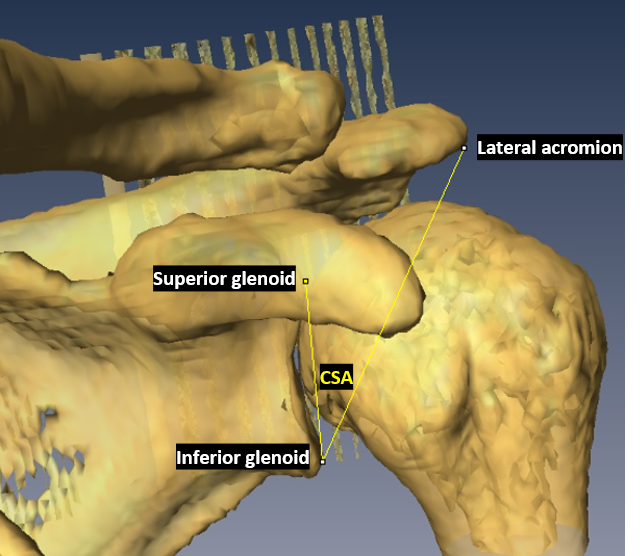 Lateral acromion
Superior glenoid
CSA
Inferior glenoid